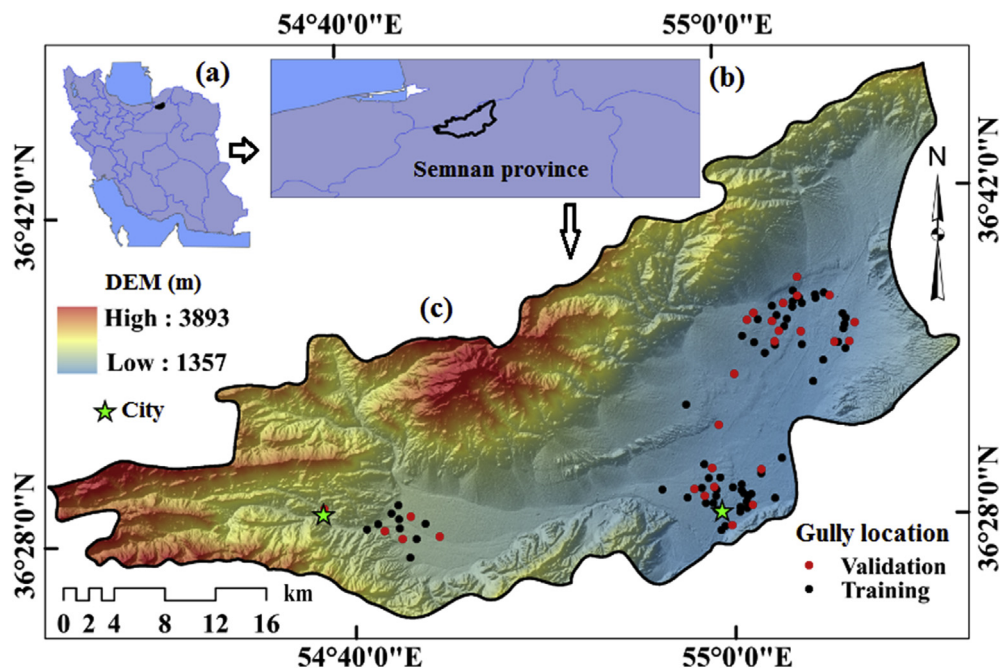 54°40'0"E 55°0'0"E
(a)
(b)
Semnan province
N
36°42'0"N
36°42'0"N
DEM (m)
High : 3893
Low : 1357
City
(c)
36°28'0"N
36°28'0"N
Gully location
Validation
Training
km
0 2 4 8 12 16
54°40'0"E 55°0'0"E